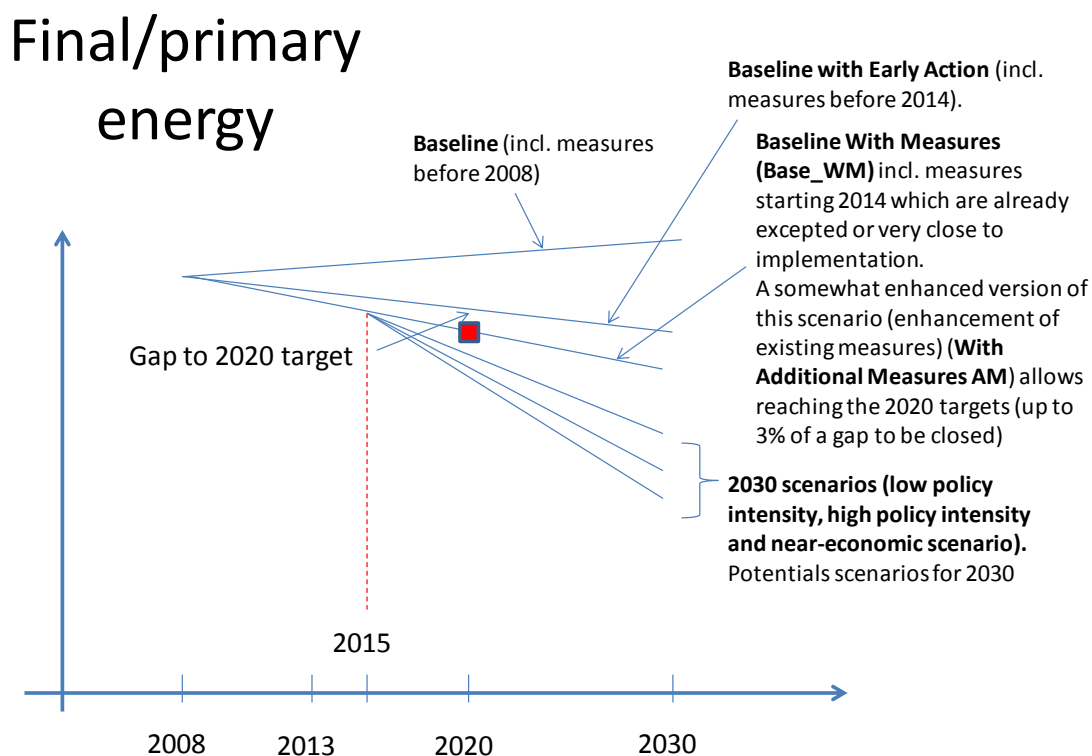 Final/primary
energy
Baseline with Early Action (incl.
measures before 2014).
Baseline (incl. measures
before 2008)
Baseline With Measures
(Base_WM) incl. measures
starting 2014 which are already
excepted or very close to
implementation.
A somewhat enhanced version of
this scenario (enhancement of
existing measures) (With
Additional Measures AM) allows
reaching the 2020 targets (up to
3% of a gap to be closed)
Gap to 2020 target
2030 scenarios (low policy
intensity, high policy intensity
and near-economic scenario).
Potentials scenarios for 2030
2015
2008
2013
2020
2030